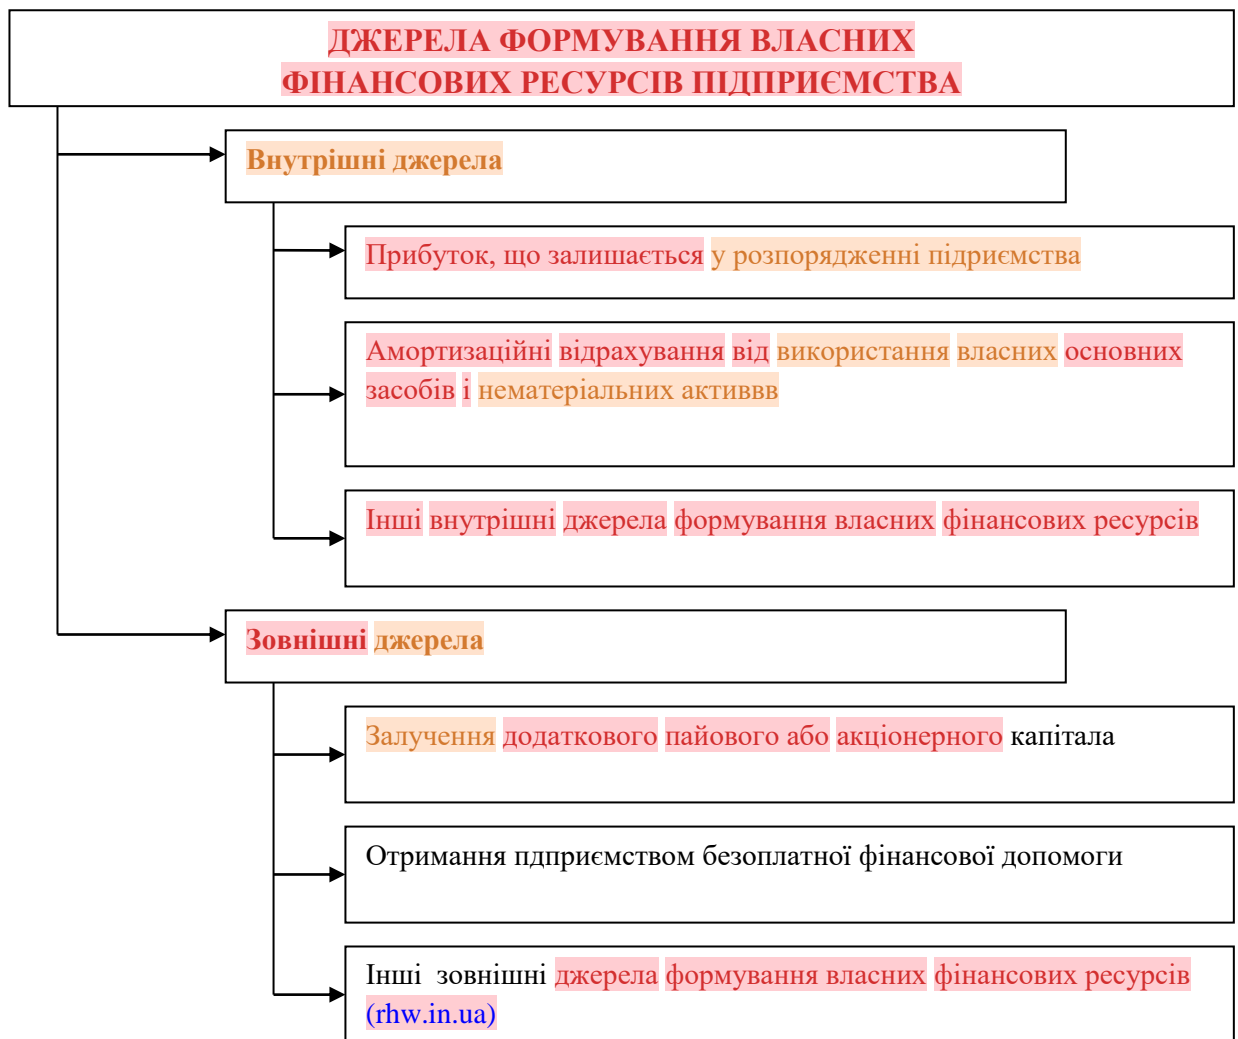 ДЖЕРЕЛА ФОРМУВАННЯ ВЛАСНИХ
ФІНАНСОВИХ РЕСУРСІВ ПІДПРИЄМСТВА
Внутрішні джерела
Прибуток, що залишається у розпорядженні підриємства
Амортизаційні відрахування від використання власних основних
засобів і нематеріальних активвв
Інші внутрішні джерела формування власних фінансових ресурсів
Зовнішні джерела
Залучення додаткового пайового або акціонерного капітала
Отримання пдприємством безоплатної фінансової допомоги
Інші зовнішні джерела формування власних фінансових ресурсів
(rhw.in.ua)